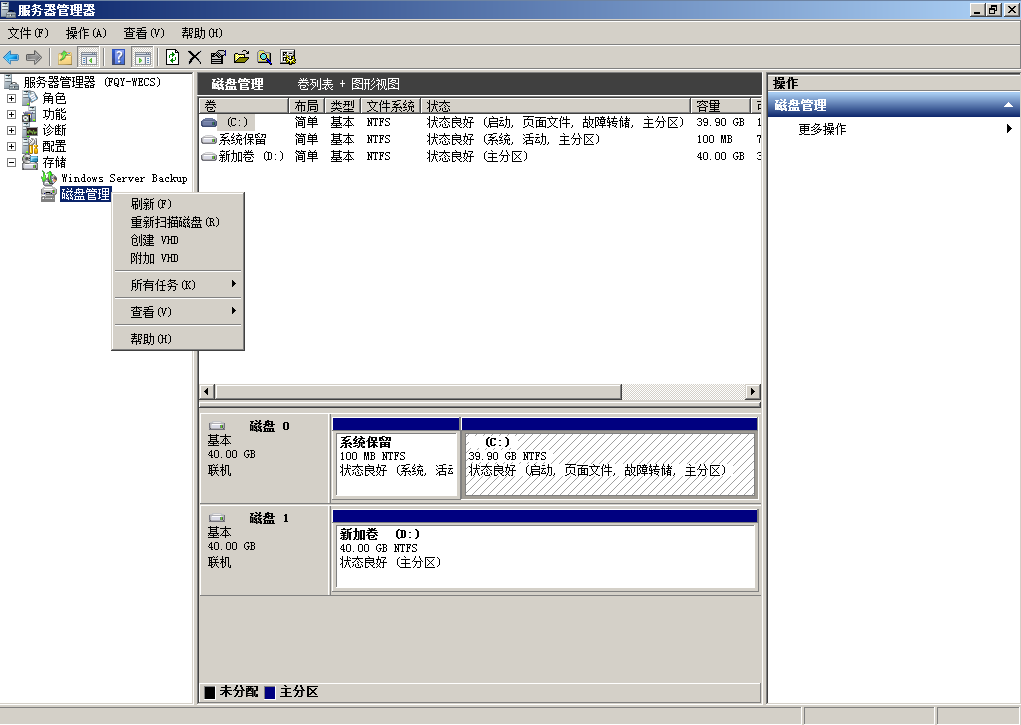 服务器管理器
文件(F) 操作(A) 查看(V) 帮助(H)
服务器管理器 (FQY-WECS)
角色
功能
诊断
配置
存储
Windows Server Backup
磁盘管理
刷新(F)
重新扫描磁盘(R)
创建 VHD
附加 VHD
所有任务(K)
查看(V)
帮助(H)
磁盘管理 卷列表 + 图形视图
卷 布局 类型 文件系统 状态 容量
(C:) 简单 基本 NTFS 状态良好 (启动, 页面文件, 故障转储, 主分区) 39.90 GB 1
系统保留 简单 基本 NTFS 状态良好 (系统, 活动, 主分区) 100 MB 7
新加卷 (D:) 简单 基本 NTFS 状态良好 (主分区) 40.00 GB 3
磁盘 0
基本
40.00 GB
联机
系统保留
100 MB NTFS
状态良好 (系统, 活动
(C:)
39.90 GB NTFS
状态良好 (启动, 页面文件, 故障转储, 主分区)
磁盘 1
基本
40.00 GB
联机
新加卷 (D:)
40.00 GB NTFS
状态良好 (主分区)
未分配 主分区
操作
磁盘管理
更多操作